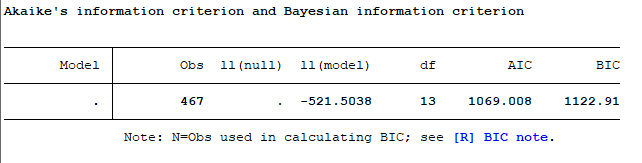 Akaike's information criterion and Bayesian information criterion
Model Obs ll(null) ll(model) df AIC BIC
. 467 . -521.5038 13 1069.008 1122.91
Note: N=Obs used in calculating BIC; see [R] BIC note.